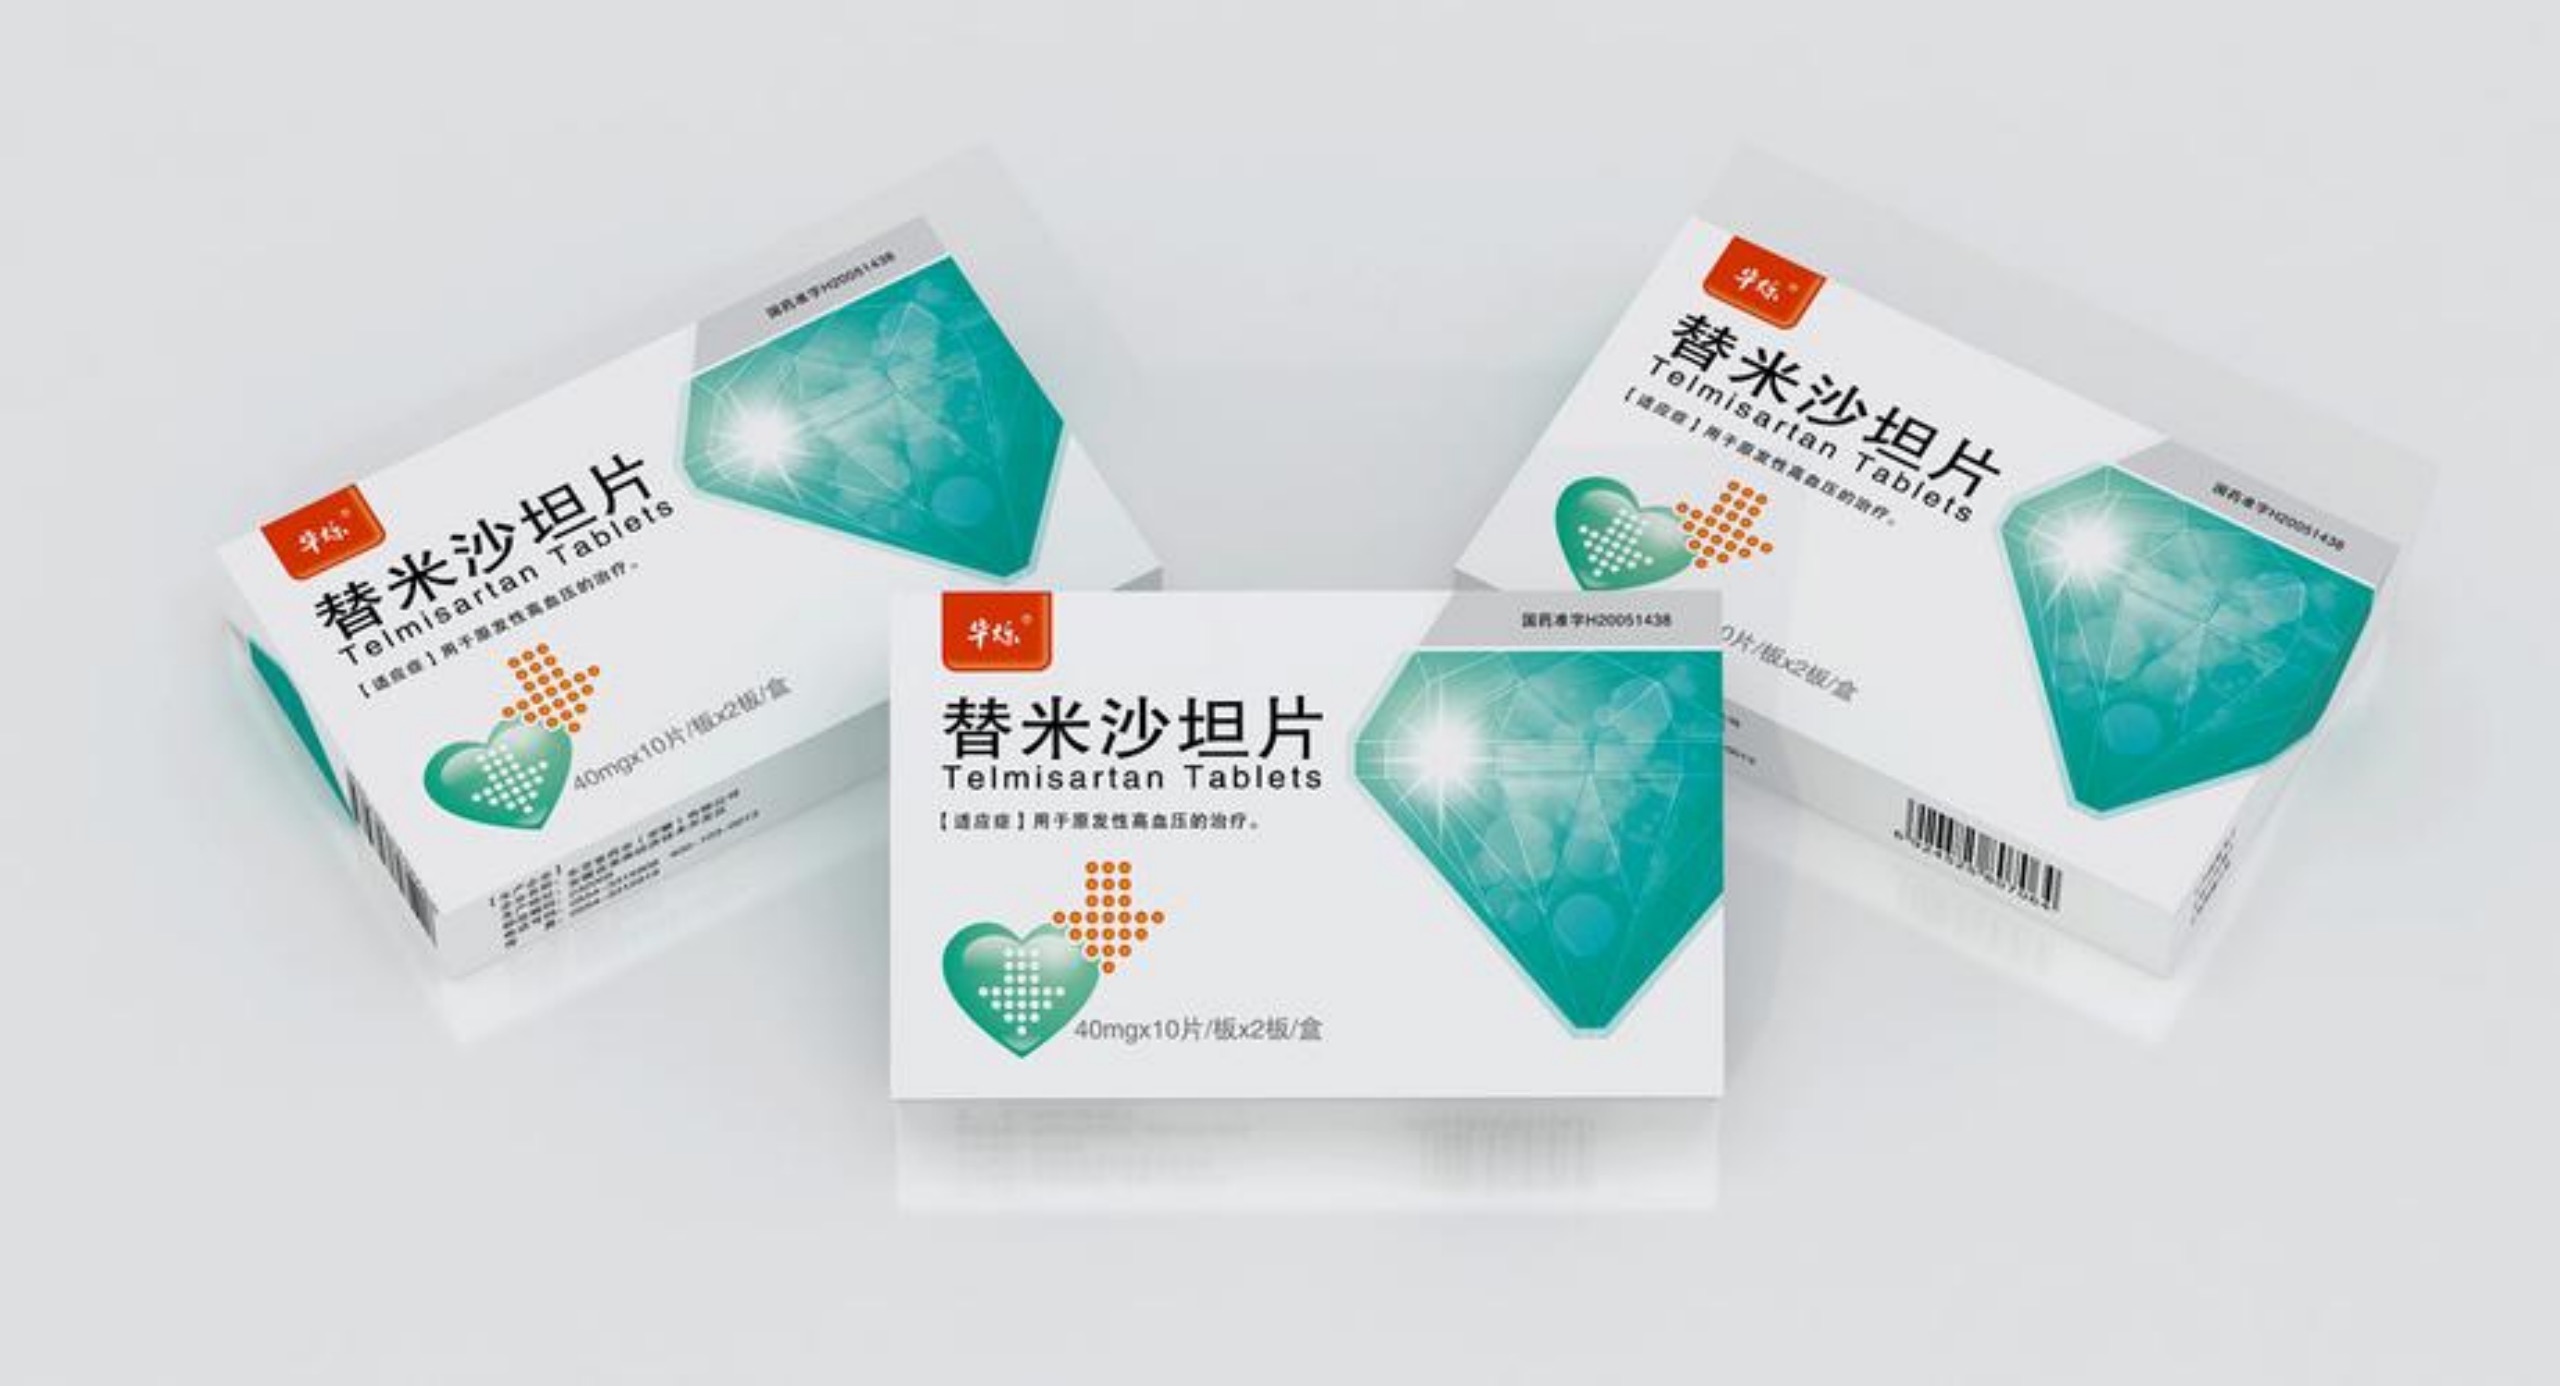 华烁®
国药准字H20051438
替米沙坦片
Telmisartan Tablets
【适应症】用于原发性高血压的治疗。
40mgx10片/板x2板/盒
华烁®
国药准字H20051438
替米沙坦片
Telmisartan Tablets
【适应症】用于原发性高血压的治疗。
0片/板x2板/盒
华烁®
国药准字H20051438
替米沙坦片
Telmisartan Tablets
【适应症】用于原发性高血压的治疗。
40mgx10片/板x2板/盒